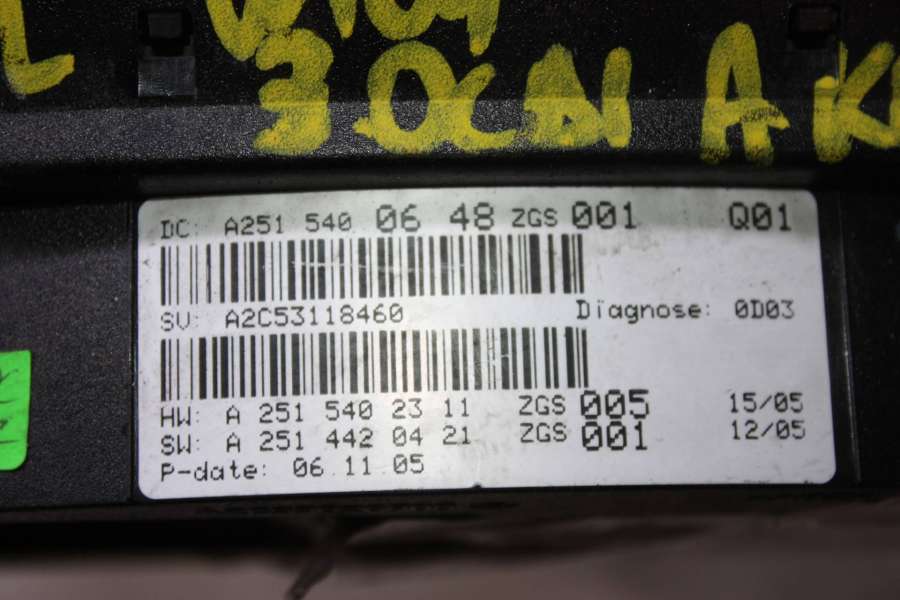 3.0CDI A
DC: A251 540 06 48 ZGS 001 Q01
SV: A2C53118460 Diagnose: 0D03
HW: A 251 540 23 11 ZGS 005 15/05
SW: A 251 442 04 21 ZGS 001 12/05
P-date: 06 11 05